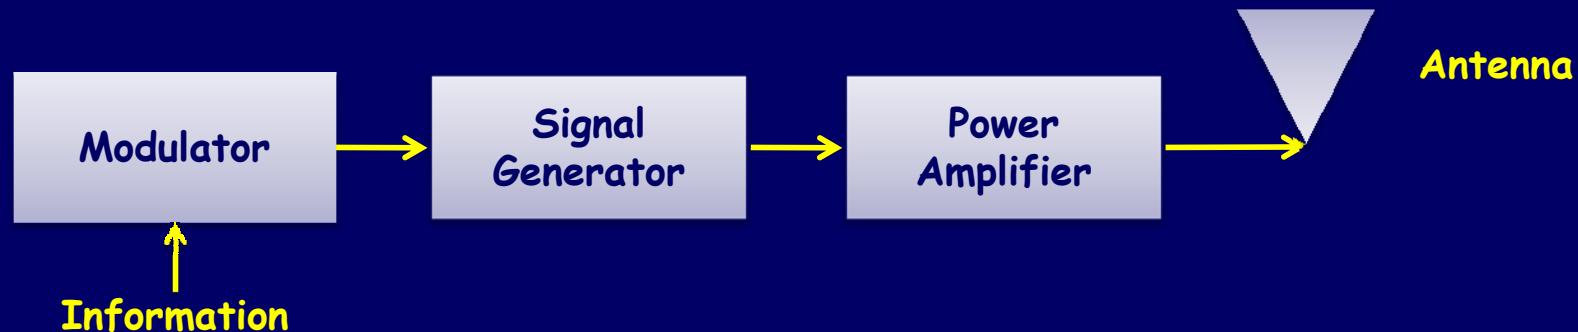 Antenna
Modulator
Signal
Generator
Power
Amplifier
Information